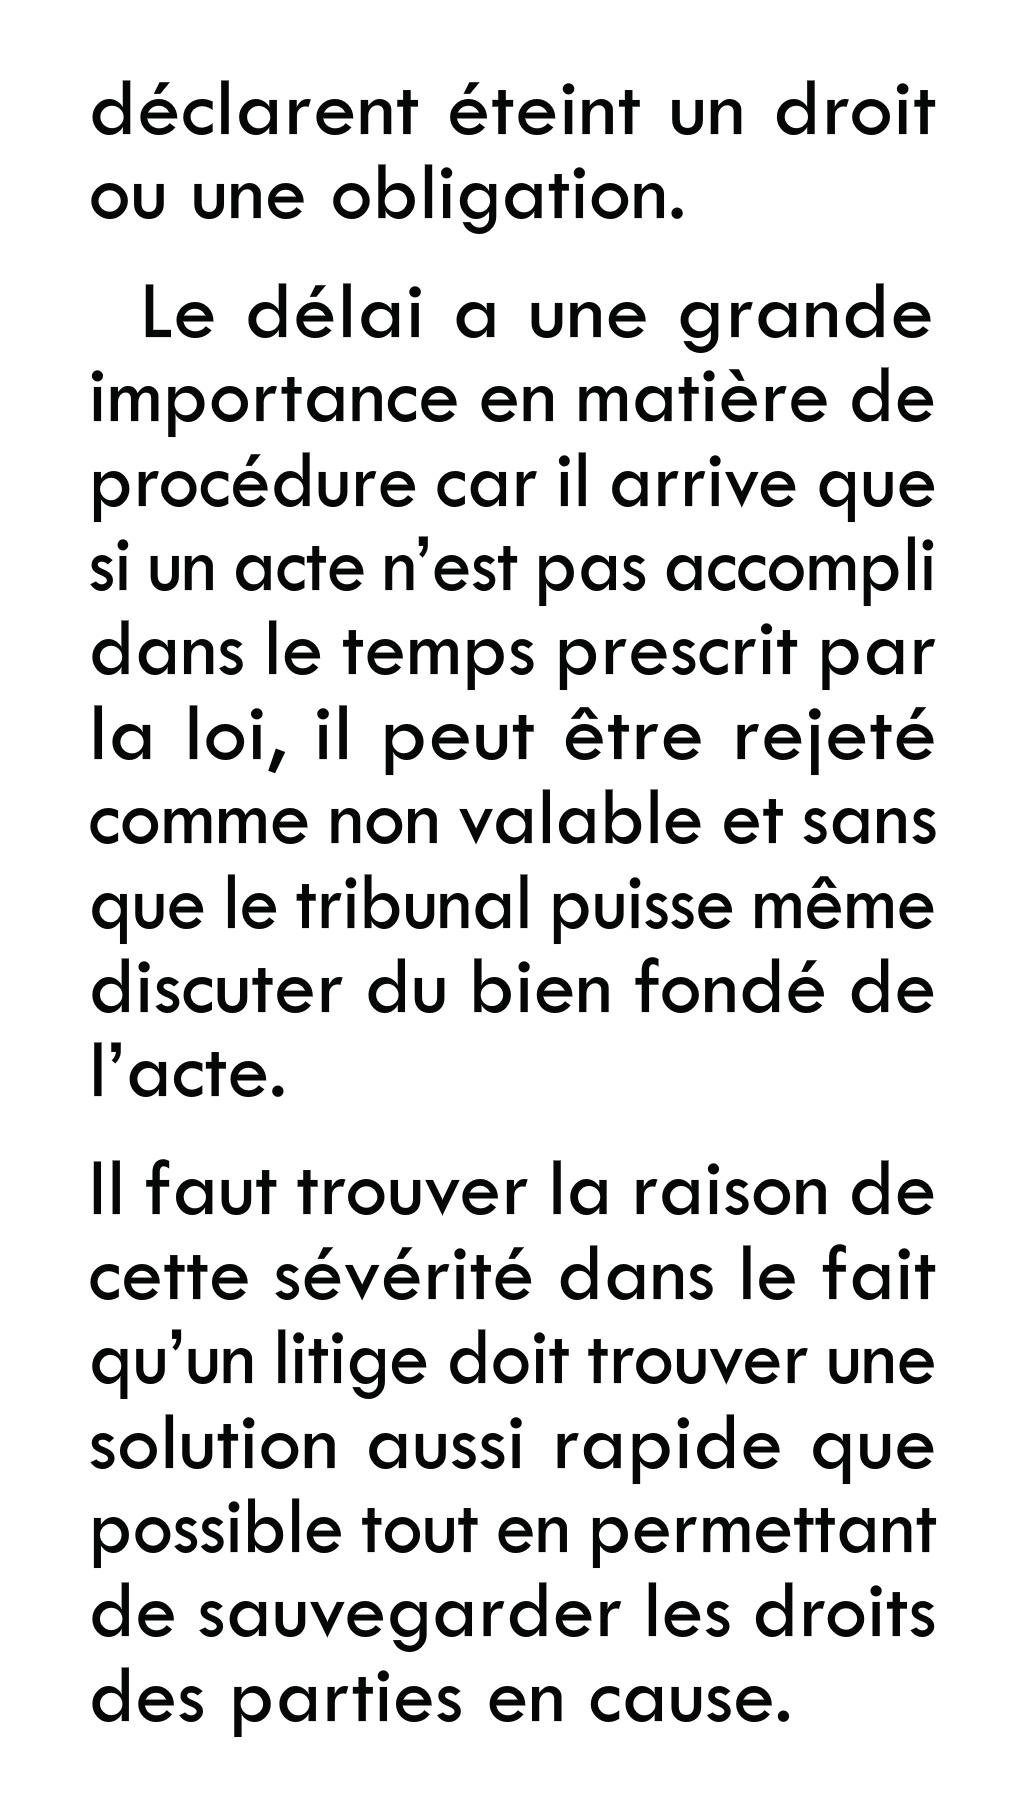 déclarent éteint un droit
ou une obligation.
Le délai a une grande
importance en matière de
procédure car il arrive que
si un acte n’est pas accompli
dans le temps prescrit par
la loi, il peut être rejeté
comme non valable et sans
que le tribunal puisse même
discuter du bien fondé de
l’acte.
Il faut trouver la raison de
cette sévérité dans le fait
qu’un litige doit trouver une
solution aussi rapide que
possible tout en permettant
de sauvegarder les droits
des parties en cause.